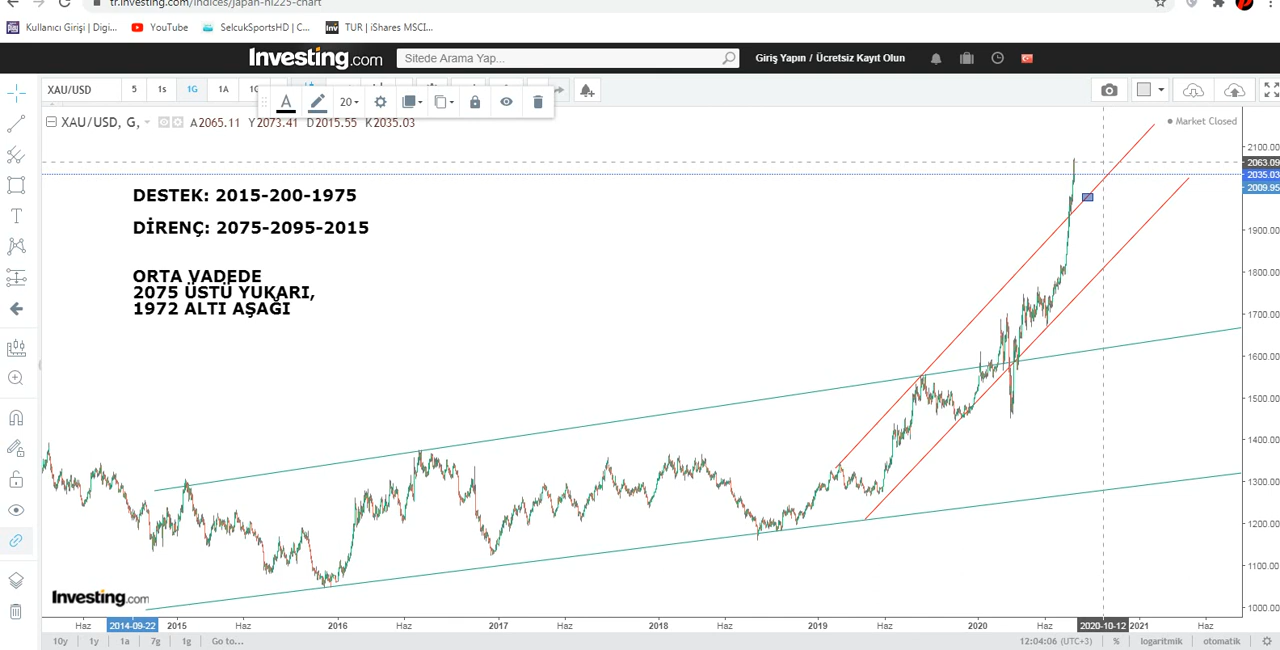 tr.investing.com/indices/japan-ni225-chart
Kullanıcı Girişi | Digi... YouTube SelcukSportsHD | C... TUR | iShares MSCI...
Investing.com Sitede Arama Yap... Giriş Yapın / Ücretsiz Kayıt Olun
XAU/USD 5 1s 1G 1A
20
XAU/USD, G, A2065.11 Y2073.41 D2015.55 K2035.03
Market Closed
2100.00
2063.09
2035.03
2009.95
DESTEK: 2015-200-1975
DİRENÇ: 2075-2095-2015
1900.00
ORTA VADEDE
1800.00
2075 ÜSTÜ YUKARI,
1972 ALTI AŞAĞI
1700.00
1600.00
1500.00
1400.00
1300.00
1200.00
1100.00
Investing.com
1000.00
Haz 2014-09-22 2015 Haz 2016 Haz 2017 Haz 2018 Haz 2019 Haz 2020 Haz 2020-10-12 2021 Haz
10y 1y 1a 7g 1g Go to... 12:04:06 (UTC+3) % logaritmik otomatik